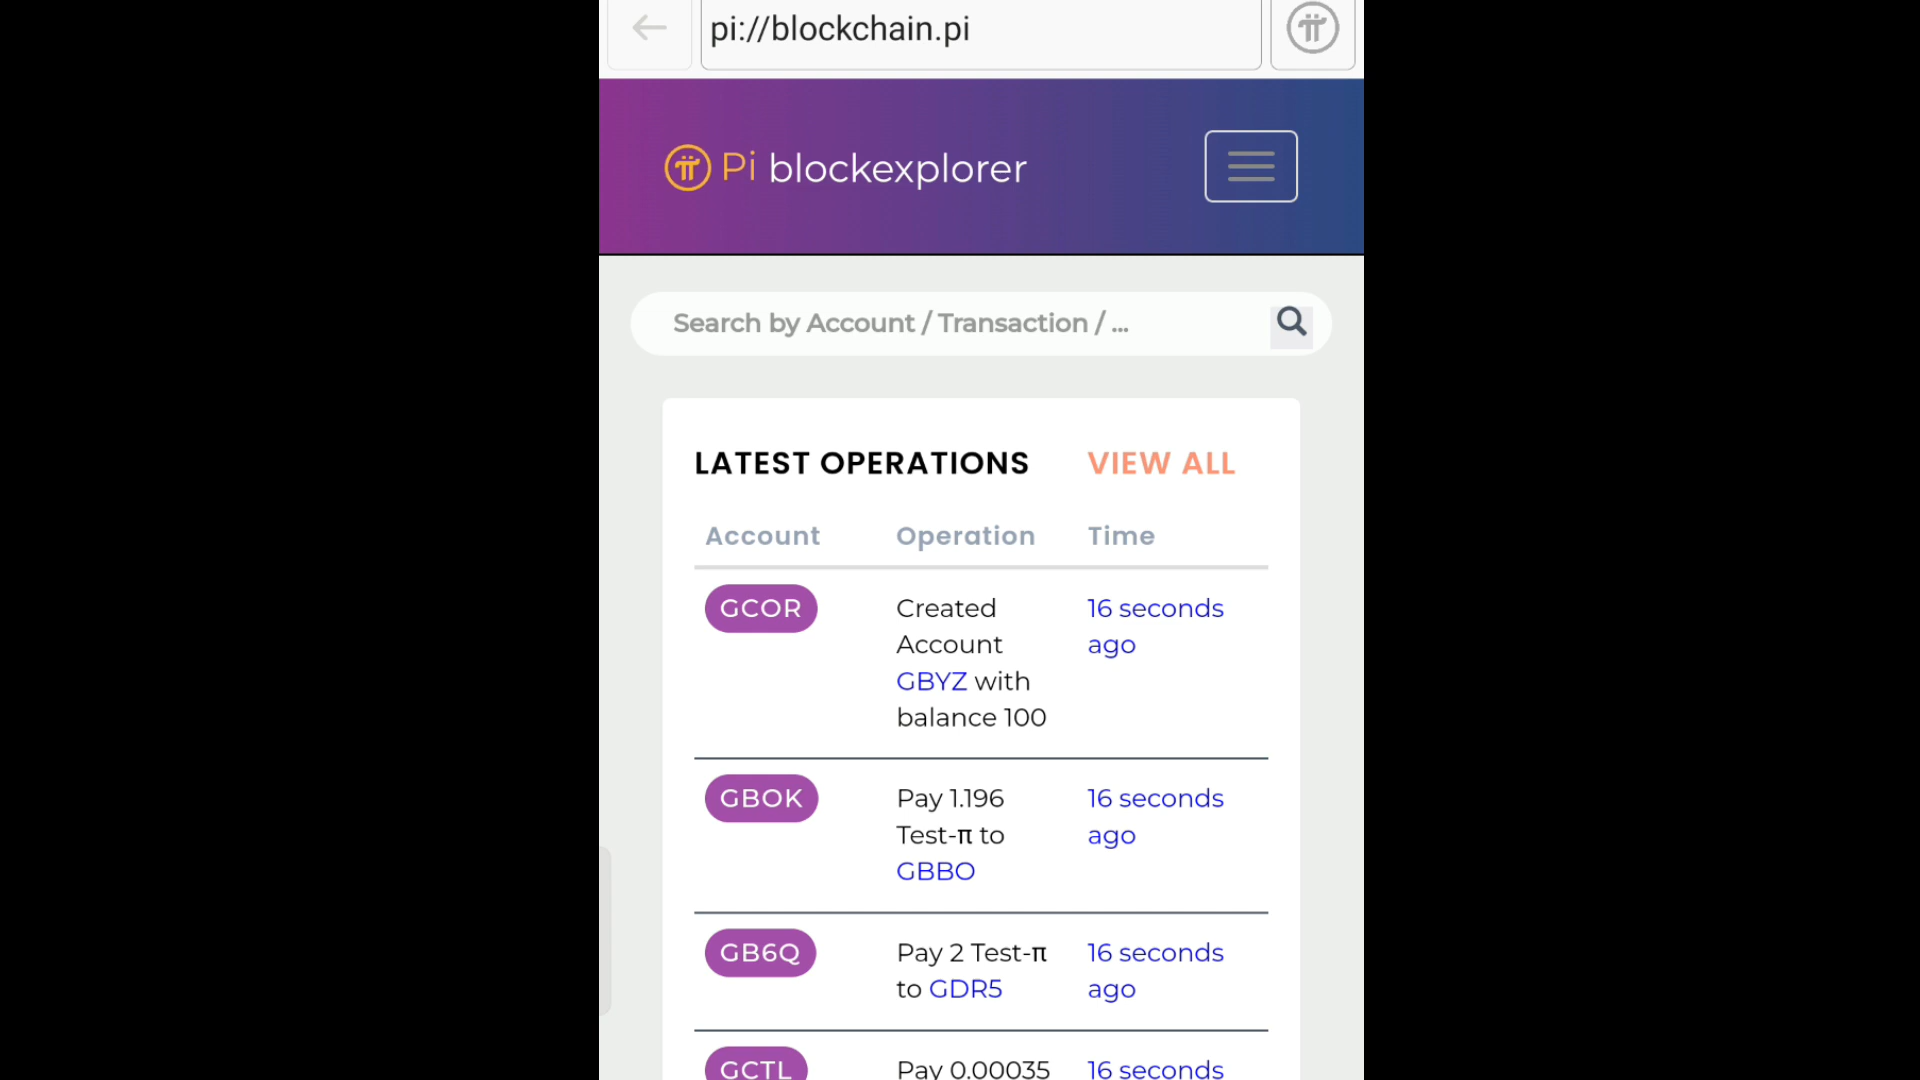 pi://blockchain.pi
Pi blockexplorer
Search by Account / Transaction / ...
LATEST OPERATIONS VIEW ALL
Account Operation Time
GCOR Created 16 seconds
Account ago
GBYZ with
balance 100
GBOK Pay 1.196 16 seconds
Test-π to ago
GBBO
GB6Q Pay 2 Test-π 16 seconds
to GDR5 ago
GCTL Pay 0.00035 16 seconds